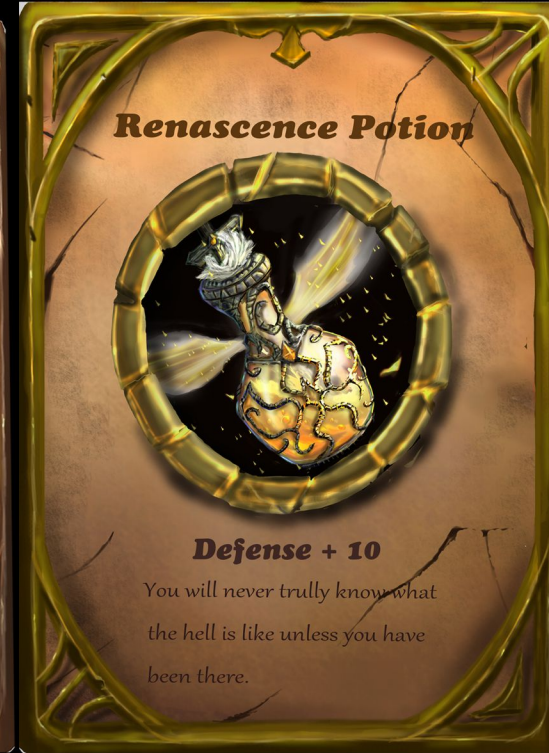 Renascence Potion
Defense + 10
You will never trully know what
the hell is like unless you have
been there.